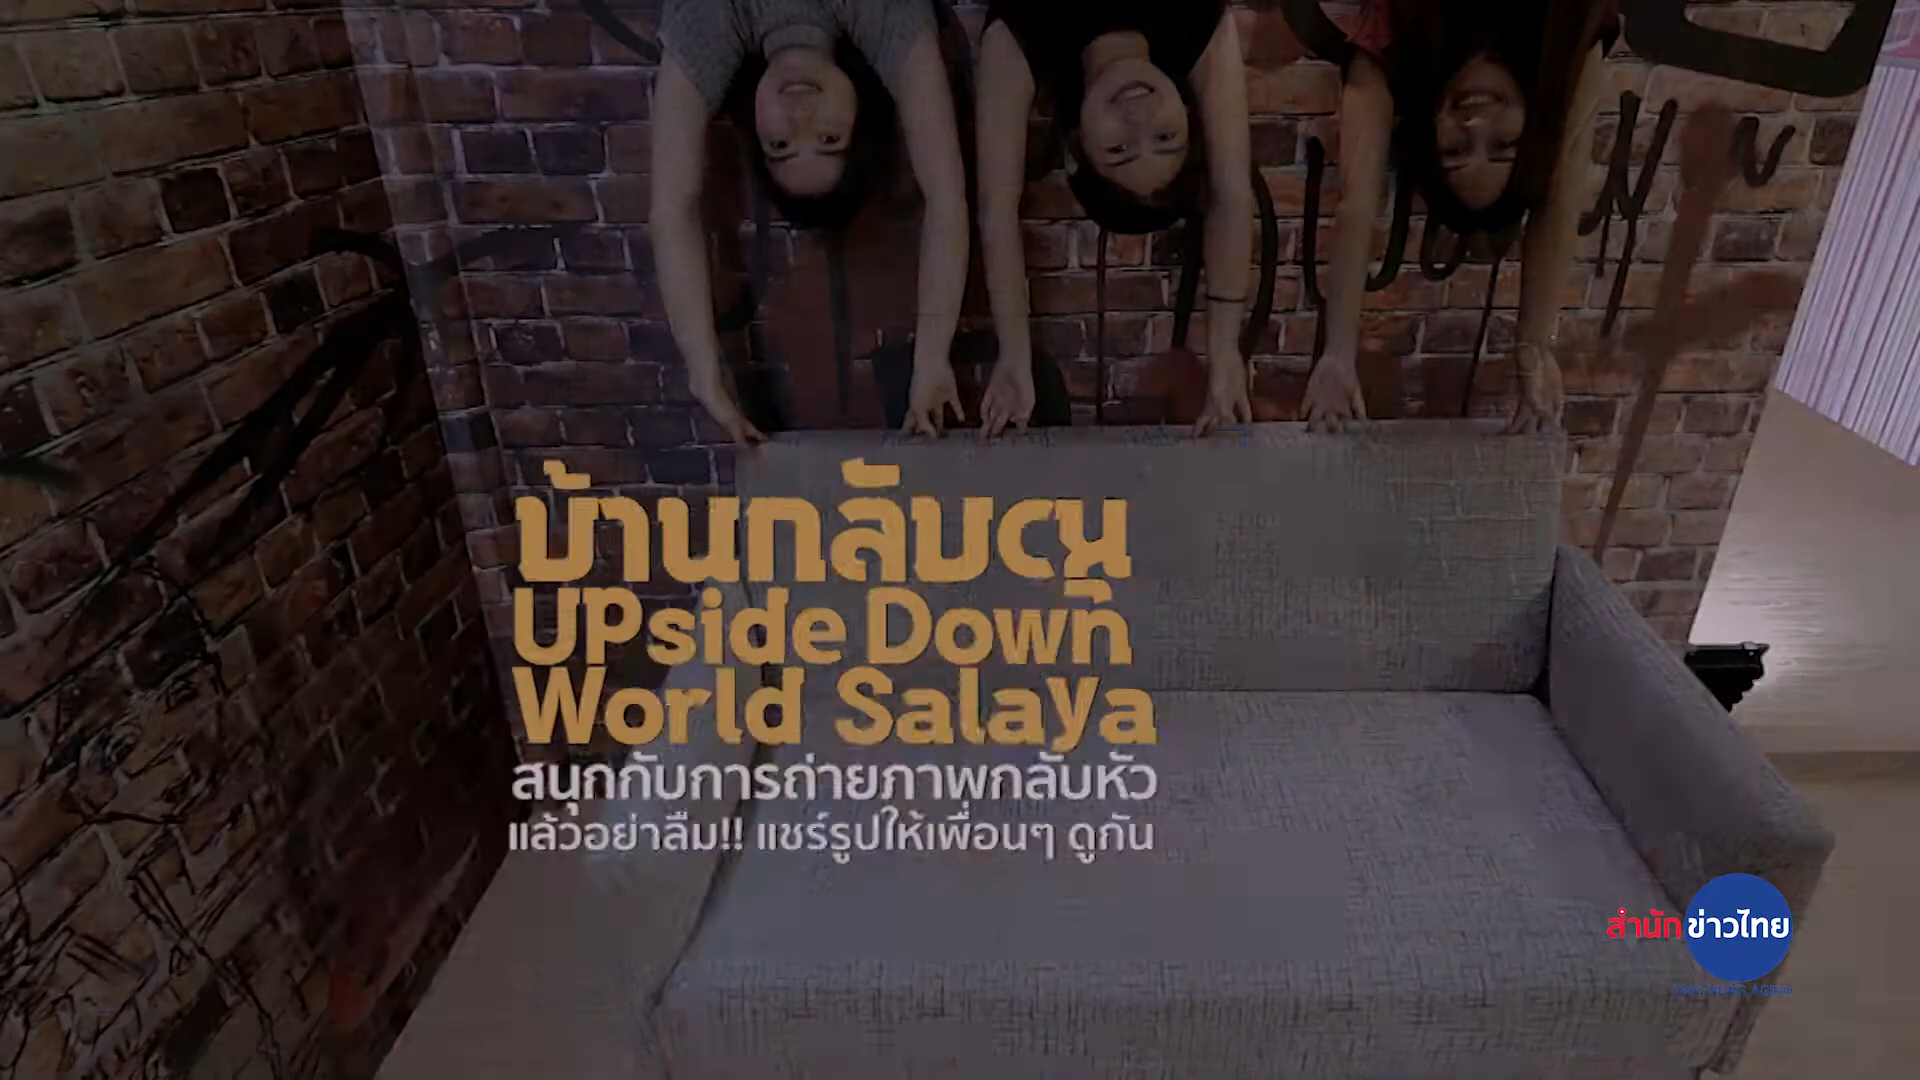 บ้านกลับฅน
UPside Down
World Salaya
สนุกกับการถ่ายภาพกลับหัว
แล้วอย่าลืม!! แชร์รูปให้เพื่อนๆ ดูกัน
สำนักข่าวไทย